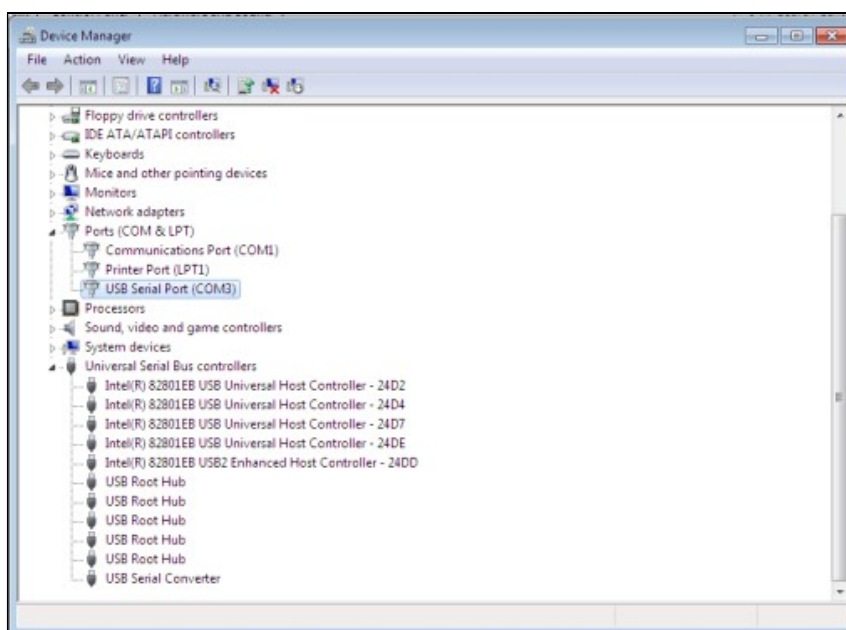 Device Manager
File Action View Help
Floppy drive controllers
IDE ATA/ATAPI controllers
Keyboards
Mice and other pointing devices
Monitors
Network adapters
Ports (COM & LPT)
Communications Port (COM1)
Printer Port (LPT1)
USB Serial Port (COM3)
Processors
Sound, video and game controllers
System devices
Universal Serial Bus controllers
Intel(R) 82801EB USB Universal Host Controller - 24D2
Intel(R) 82801EB USB Universal Host Controller - 24D4
Intel(R) 82801EB USB Universal Host Controller - 24D7
Intel(R) 82801EB USB Universal Host Controller - 24DE
Intel(R) 82801EB USB2 Enhanced Host Controller - 24DD
USB Root Hub
USB Root Hub
USB Root Hub
USB Root Hub
USB Root Hub
USB Serial Converter